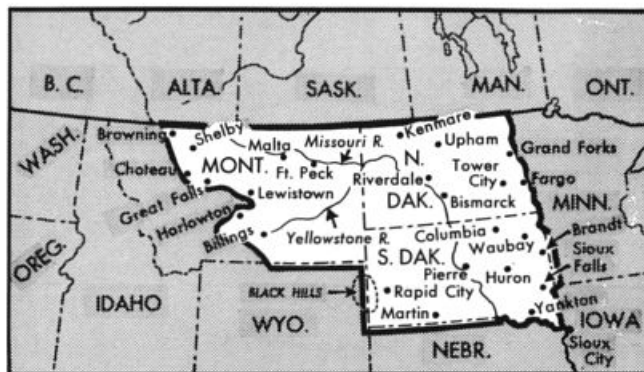 B. C.
ALTA.
SASK.
MAN.
ONT.
WASH.
Browning
Shelby
Malta
Missouri R.
Kenmare
Upham
Grand Forks
Choteau
MONT.
Ft. Peck
N.
DAK.
Riverdale
Tower
City
Fargo
Great Falls
Lewistown
Bismarck
MINN.
Harlowton
Billings
Yellowstone R.
Columbia
Waubay
Brandt
OREG.
S. DAK.
Pierre
Huron
Sioux
Falls
IDAHO
BLACK HILLS
Rapid City
WYO.
Martin
Yankton
IOWA
NEBR.
Sioux
City